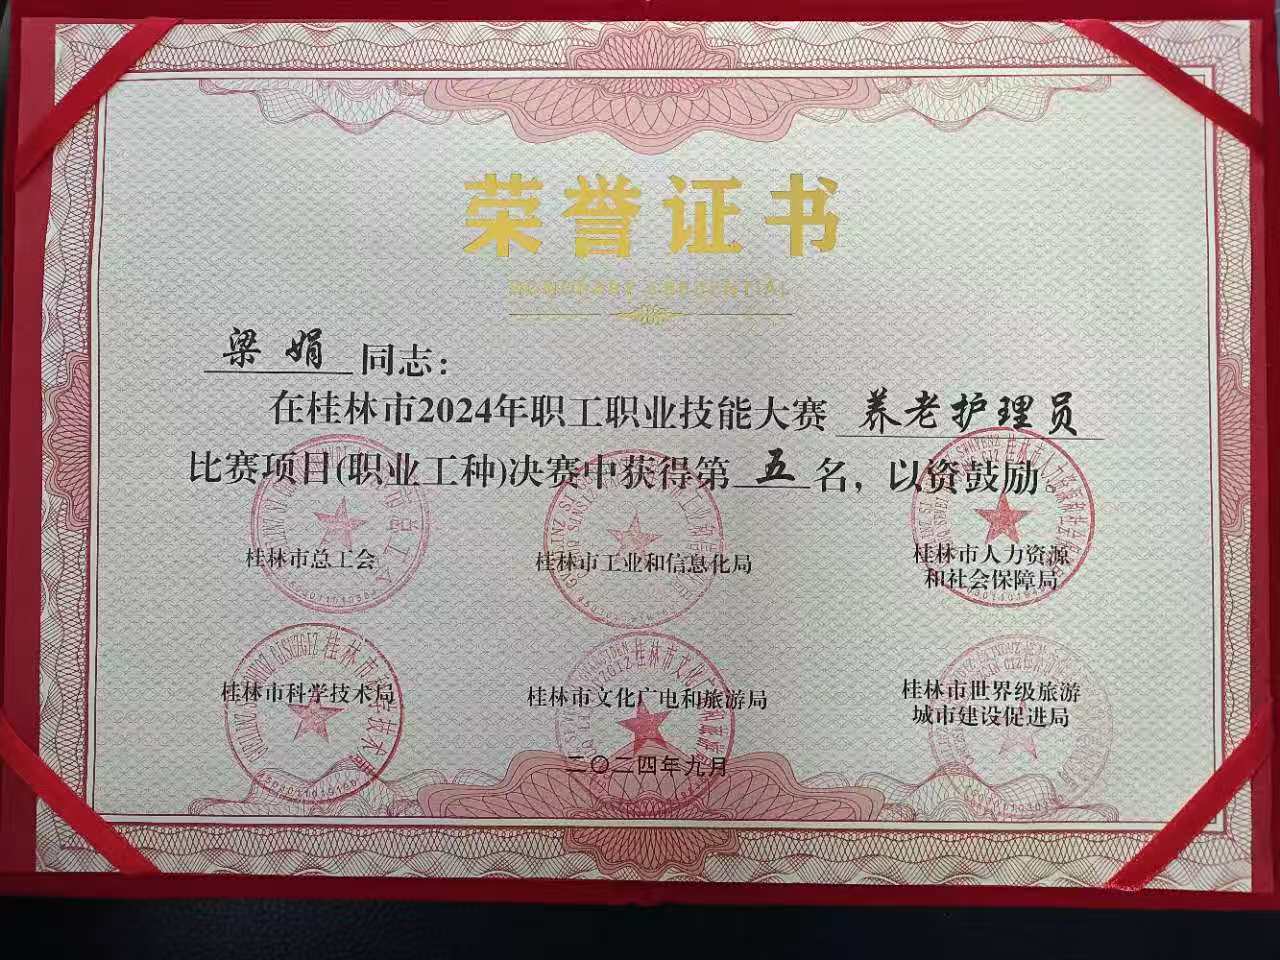 荣誉证书
HONORARY CREDENTIAL
梁娟 同志：
在桂林市2024年职工职业技能大赛 养老护理员
比赛项目(职业工种)决赛中获得第 五 名，以资鼓励。
桂林市总工会
桂林市工业和信息化局
桂林市人力资源
和社会保障局
桂林市科学技术局
桂林市文化广电和旅游局
桂林市世界级旅游
城市建设促进局
二〇二四年九月